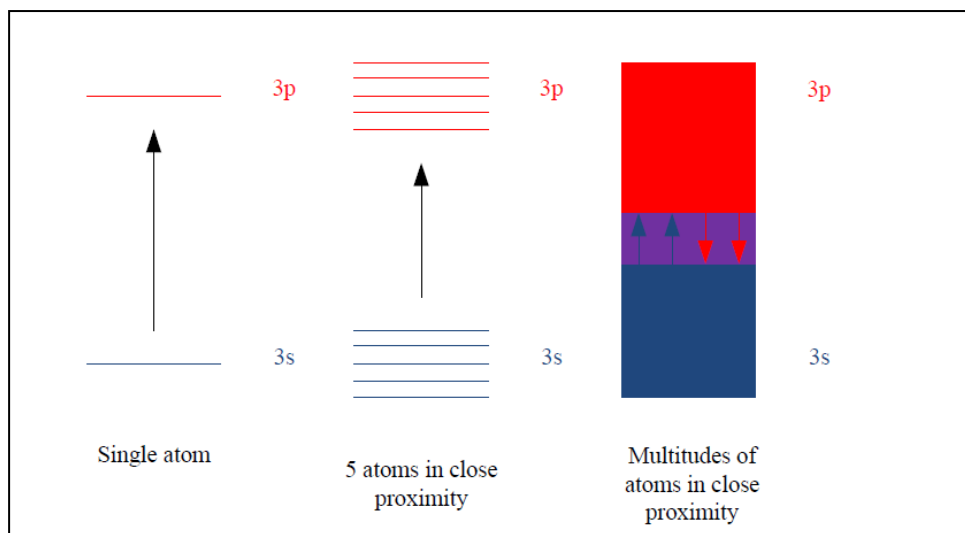 3p
3p
3p
3s
3s
3s
Single atom
5 atoms in close
proximity
Multitudes of
atoms in close
proximity